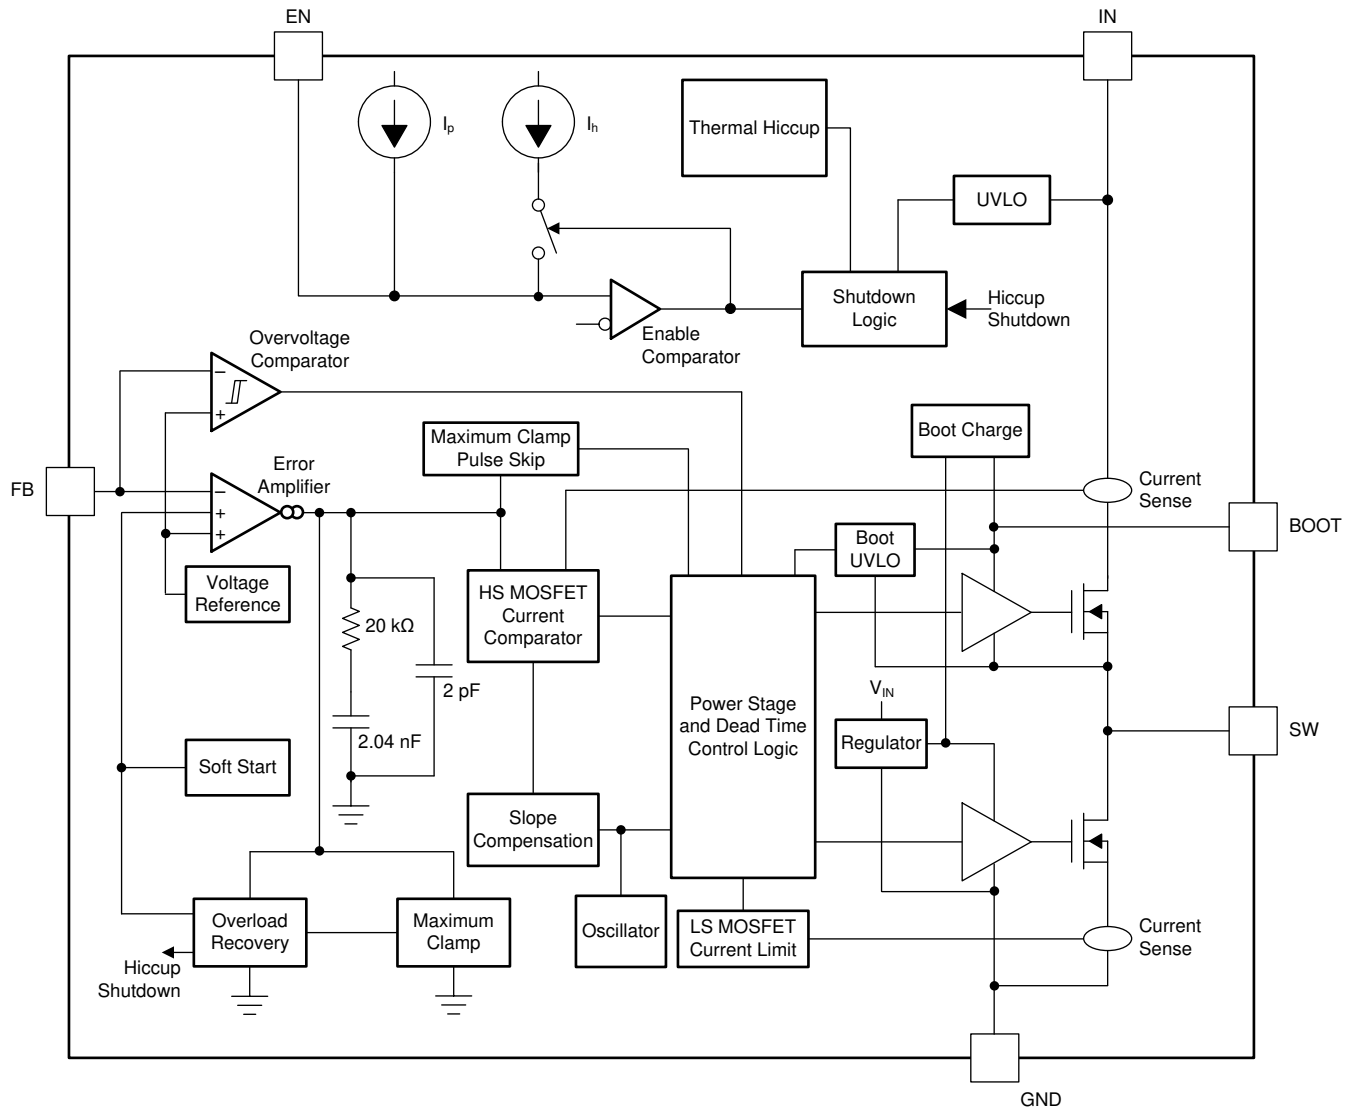 EN
IN
Ip
Ih
Thermal Hiccup
UVLO
Shutdown
Logic
Hiccup
Shutdown
Enable
Comparator
Overvoltage
Comparator
−
+
Maximum Clamp
Pulse Skip
Boot Charge
Current
Sense
FB
Error
Amplifier
−
+
+
BOOT
Boot
UVLO
Voltage
Reference
HS MOSFET
Current
Comparator
20 kΩ
2 pF
2.04 nF
VIN
Power Stage
and Dead Time
Control Logic
Regulator
SW
Soft Start
Slope
Compensation
Overload
Recovery
Maximum
Clamp
Oscillator
LS MOSFET
Current Limit
Current
Sense
Hiccup
Shutdown
GND